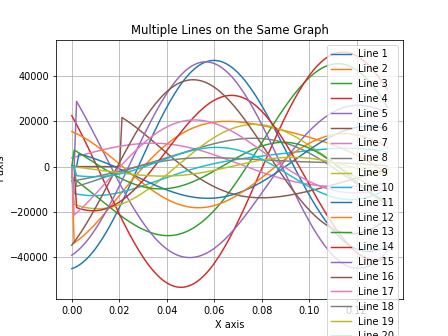 Multiple Lines on the Same Graph
40000
20000
0
−20000
−40000
0.00
0.02
0.04
0.06
0.08
0.10
X axis
axis
Line 1
Line 2
Line 3
Line 4
Line 5
Line 6
Line 7
Line 8
Line 9
Line 10
Line 11
Line 12
Line 13
Line 14
Line 15
Line 16
Line 17
Line 18
Line 19
Line 20